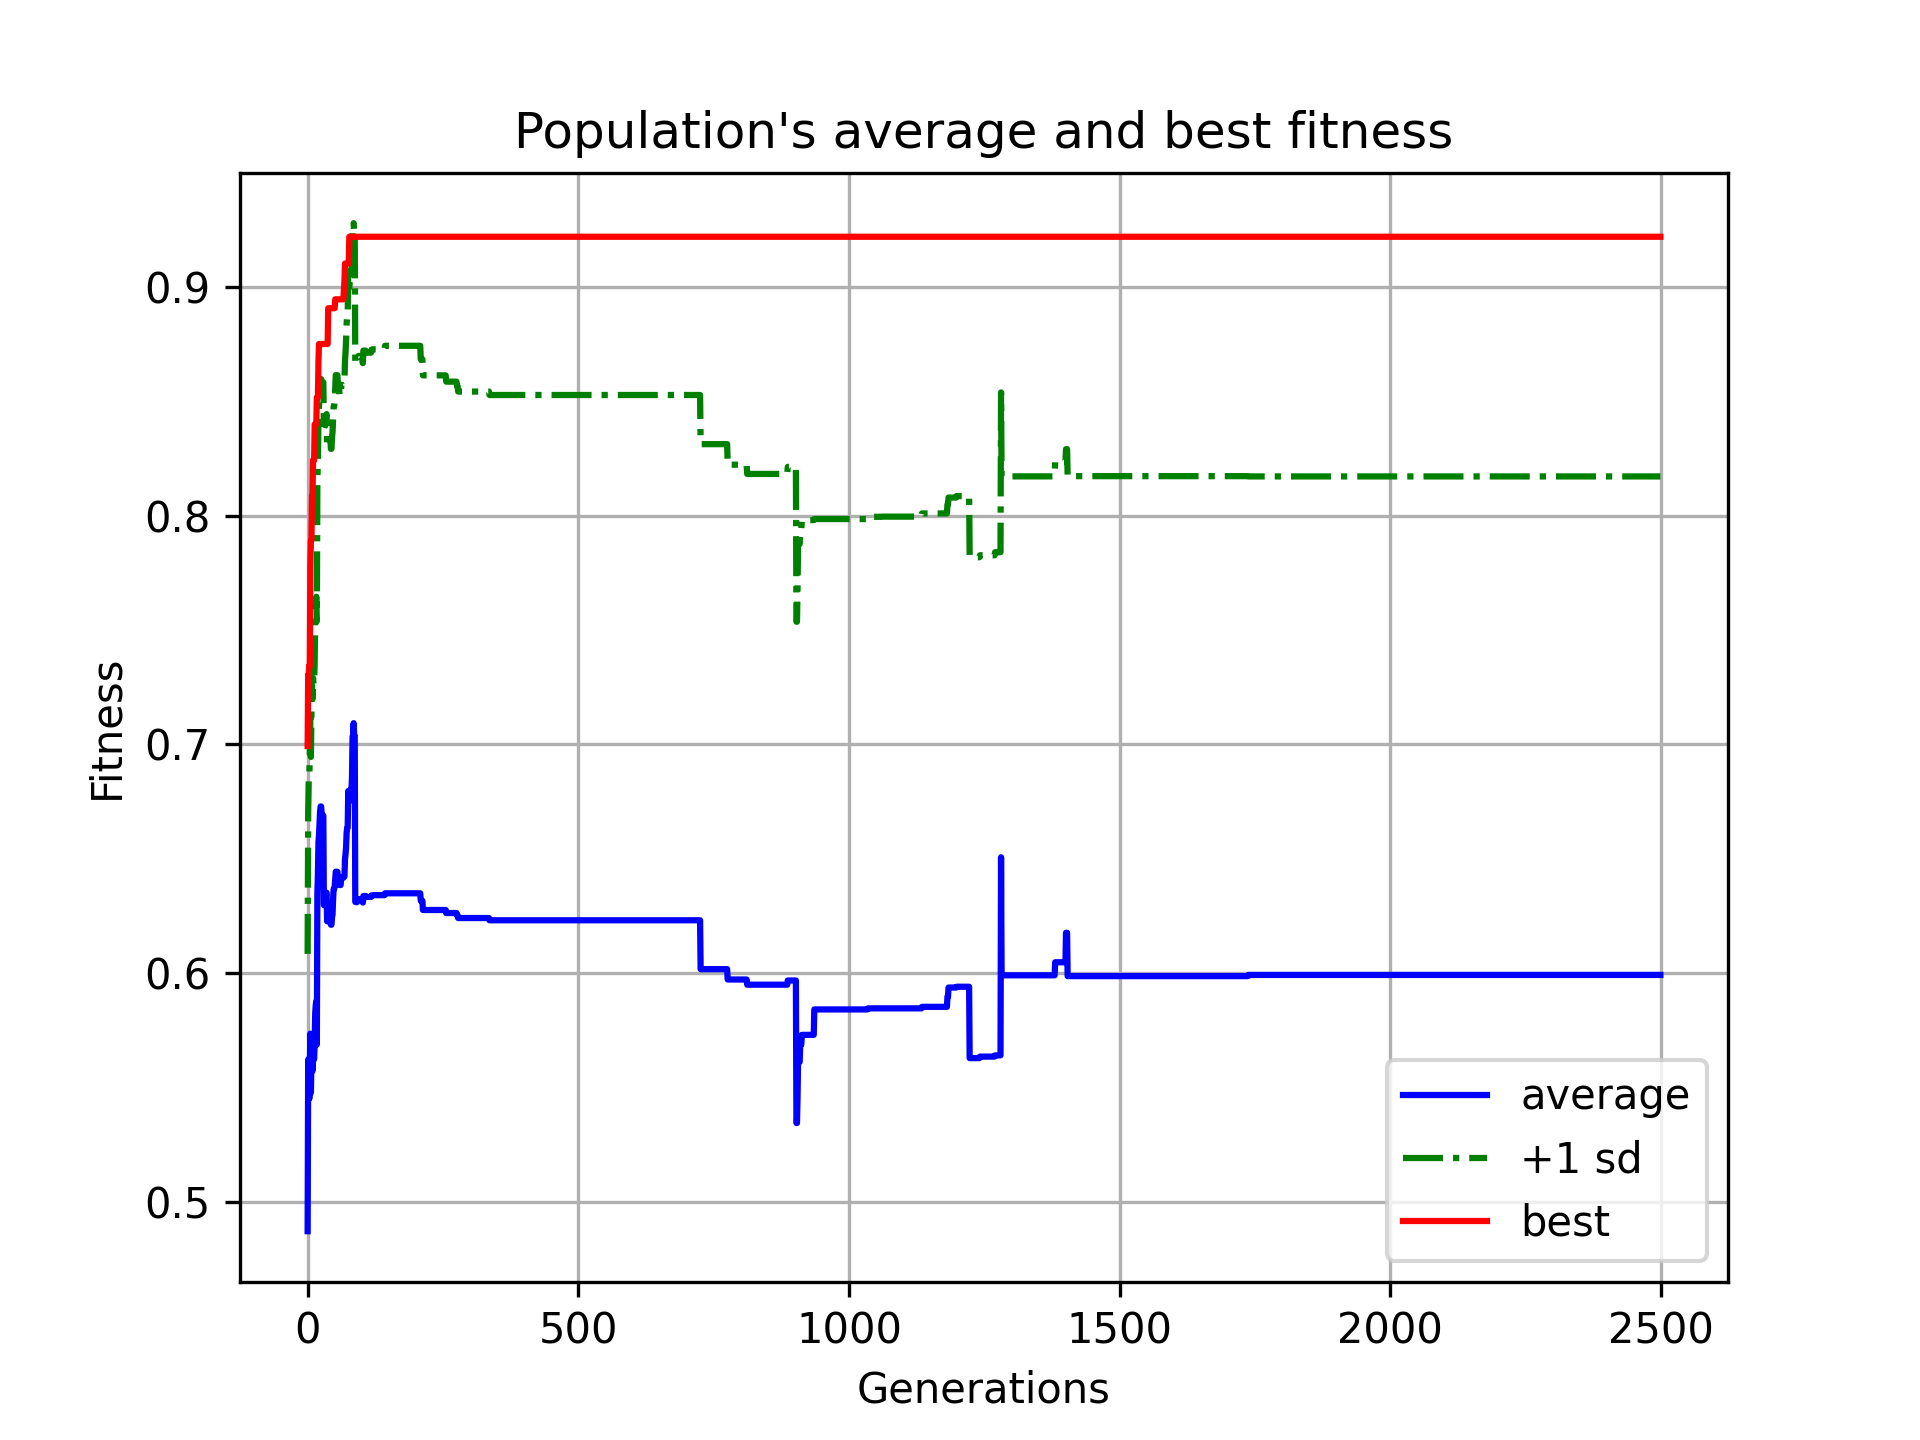 Population's average and best fitness
Fitness
0.9
0.8
0.7
0.6
0.5
0 500 1000 1500 2000 2500
Generations
average
+1 sd
best